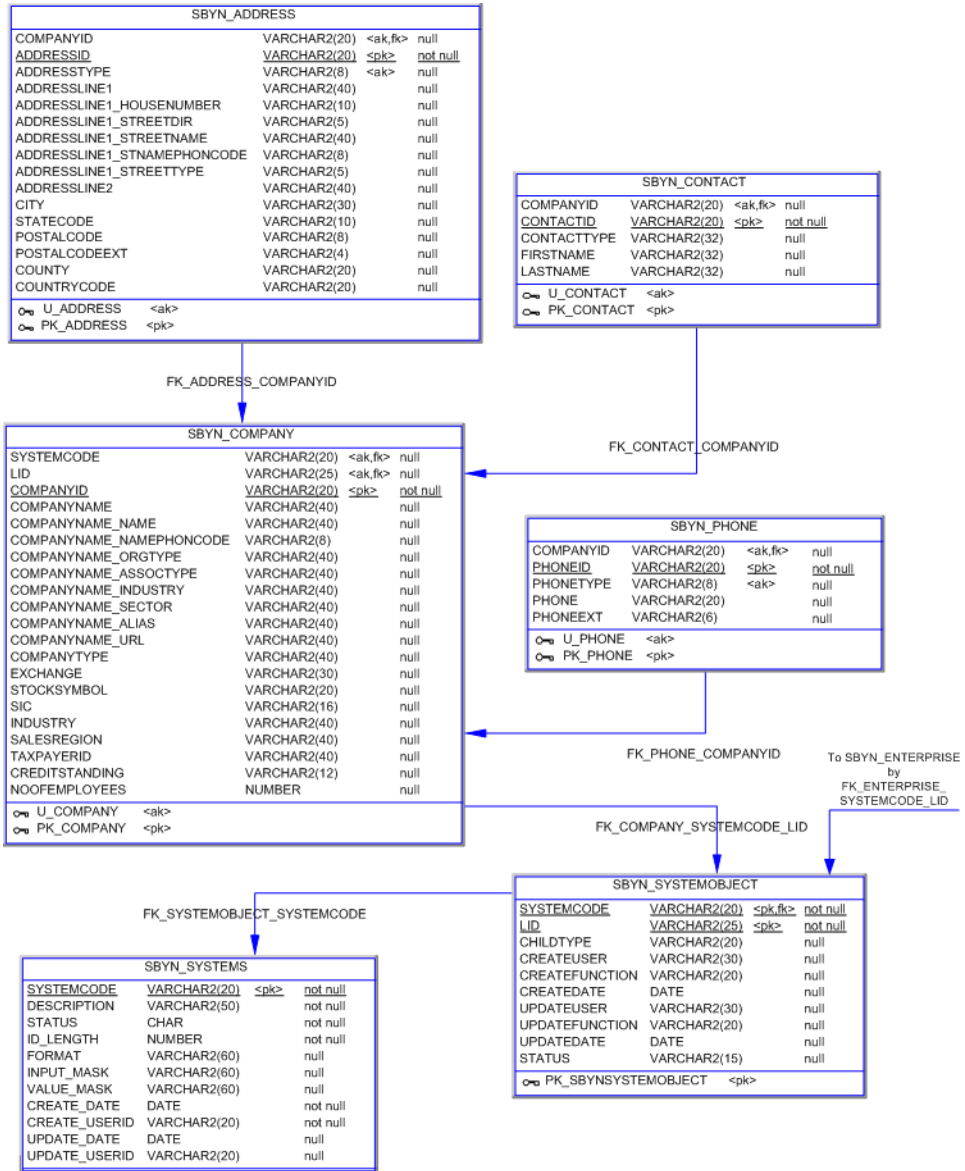 SBYN_ADDRESS
COMPANYID VARCHAR2(20) <ak,fk> null
ADDRESSID VARCHAR2(20) <pk> not null
ADDRESSTYPE VARCHAR2(8) <ak> null
ADDRESSLINE1 VARCHAR2(40) null
ADDRESSLINE1_HOUSENUMBER VARCHAR2(10) null
ADDRESSLINE1_STREETDIR VARCHAR2(5) null
ADDRESSLINE1_STREETNAME VARCHAR2(40) null
ADDRESSLINE1_STNAMEPHONCODE VARCHAR2(8) null
ADDRESSLINE1_STREETTYPE VARCHAR2(5) null
ADDRESSLINE2 VARCHAR2(40) null
CITY VARCHAR2(30) null
STATECODE VARCHAR2(10) null
POSTALCODE VARCHAR2(8) null
POSTALCODEEXT VARCHAR2(4) null
COUNTY VARCHAR2(20) null
COUNTRYCODE VARCHAR2(20) null
U_ADDRESS <ak>
PK_ADDRESS <pk>
SBYN_CONTACT
COMPANYID VARCHAR2(20) <ak,fk> null
CONTACTID VARCHAR2(20) <pk> not null
CONTACTTYPE VARCHAR2(32) null
FIRSTNAME VARCHAR2(32) null
LASTNAME VARCHAR2(32) null
U_CONTACT <ak>
PK_CONTACT <pk>
FK_ADDRESS_COMPANYID
FK_CONTACT_COMPANYID
SBYN_COMPANY
SYSTEMCODE VARCHAR2(20) <ak,fk> null
LID VARCHAR2(25) <ak,fk> null
COMPANYID VARCHAR2(20) <pk> not null
COMPANYNAME VARCHAR2(40) null
COMPANYNAME_NAME VARCHAR2(40) null
COMPANYNAME_NAMEPHONCODE VARCHAR2(8) null
COMPANYNAME_ORGTYPE VARCHAR2(40) null
COMPANYNAME_ASSOCTYPE VARCHAR2(40) null
COMPANYNAME_INDUSTRY VARCHAR2(40) null
COMPANYNAME_SECTOR VARCHAR2(40) null
COMPANYNAME_ALIAS VARCHAR2(40) null
COMPANYNAME_URL VARCHAR2(40) null
COMPANYTYPE VARCHAR2(40) null
EXCHANGE VARCHAR2(30) null
STOCKSYMBOL VARCHAR2(20) null
SIC VARCHAR2(16) null
INDUSTRY VARCHAR2(40) null
SALESREGION VARCHAR2(40) null
TAXPAYERID VARCHAR2(40) null
CREDITSTANDING VARCHAR2(12) null
NOOFEMPLOYEES NUMBER null
U_COMPANY <ak>
PK_COMPANY <pk>
SBYN_PHONE
COMPANYID VARCHAR2(20) <ak,fk> null
PHONEID VARCHAR2(20) <pk> not null
PHONETYPE VARCHAR2(8) <ak> null
PHONE VARCHAR2(20) null
PHONEEXT VARCHAR2(6) null
U_PHONE <ak>
PK_PHONE <pk>
FK_PHONE_COMPANYID
To SBYN_ENTERPRISE
by
FK_ENTERPRISE_
SYSTEMCODE_LID
FK_COMPANY_SYSTEMCODE_LID
SBYN_SYSTEMOBJECT
SYSTEMCODE VARCHAR2(20) <pk,fk> not null
LID VARCHAR2(25) <pk> not null
CHILDTYPE VARCHAR2(20) null
CREATEUSER VARCHAR2(30) null
CREATEFUNCTION VARCHAR2(20) null
CREATEDATE DATE null
UPDATEUSER VARCHAR2(30) null
UPDATEFUNCTION VARCHAR2(20) null
UPDATEDATE DATE null
STATUS VARCHAR2(15) null
PK_SBYNSYSTEMOBJECT <pk>
FK_SYSTEMOBJECT_SYSTEMCODE
SBYN_SYSTEMS
SYSTEMCODE VARCHAR2(20) <pk> not null
DESCRIPTION VARCHAR2(50) not null
STATUS CHAR not null
ID_LENGTH NUMBER not null
FORMAT VARCHAR2(60) null
INPUT_MASK VARCHAR2(60) null
VALUE_MASK VARCHAR2(60) null
CREATE_DATE DATE not null
CREATE_USERID VARCHAR2(20) not null
UPDATE_DATE DATE null
UPDATE_USERID VARCHAR2(20) null